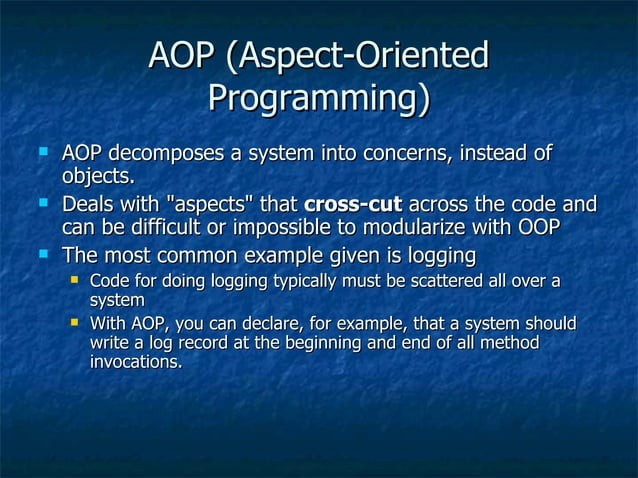 AOP (Aspect-Oriented
Programming)
AOP decomposes a system into concerns, instead of
objects.
Deals with "aspects" that cross-cut across the code and
can be difficult or impossible to modularize with OOP
The most common example given is logging
Code for doing logging typically must be scattered all over a
system
With AOP, you can declare, for example, that a system should
write a log record at the beginning and end of all method
invocations.